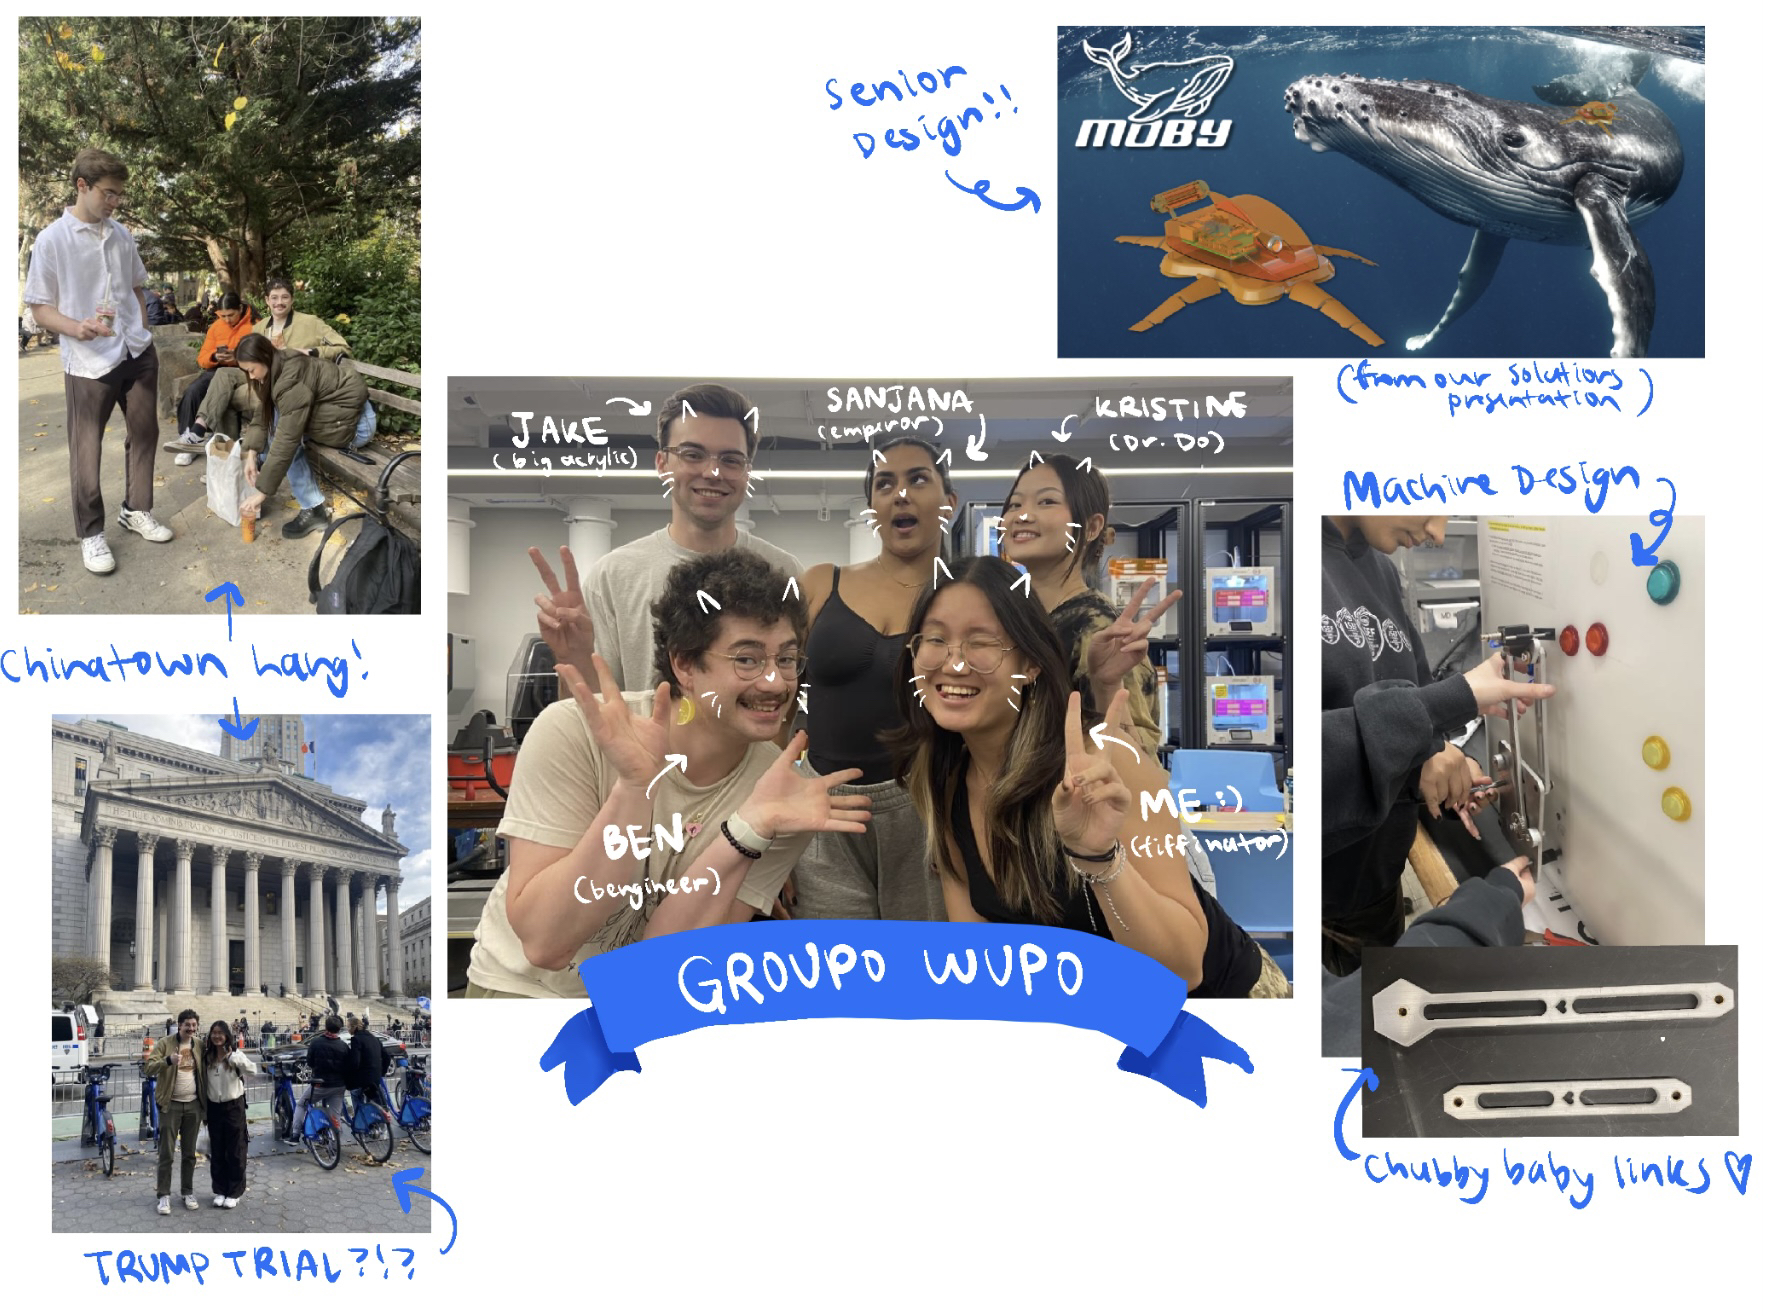 Senior
Design!!
MOBY
(from our solutions
presentation)
JAKE
(big acrylic)
SANJANA
(emperor)
KRISTINE
(Dr. Do)
Machine Design
Chinatown hang!
BEN
(bengineer)
ME :)
(tiffinator)
GROUPO WUPO
chubby baby links ♡
TRUMP TRIAL?!?